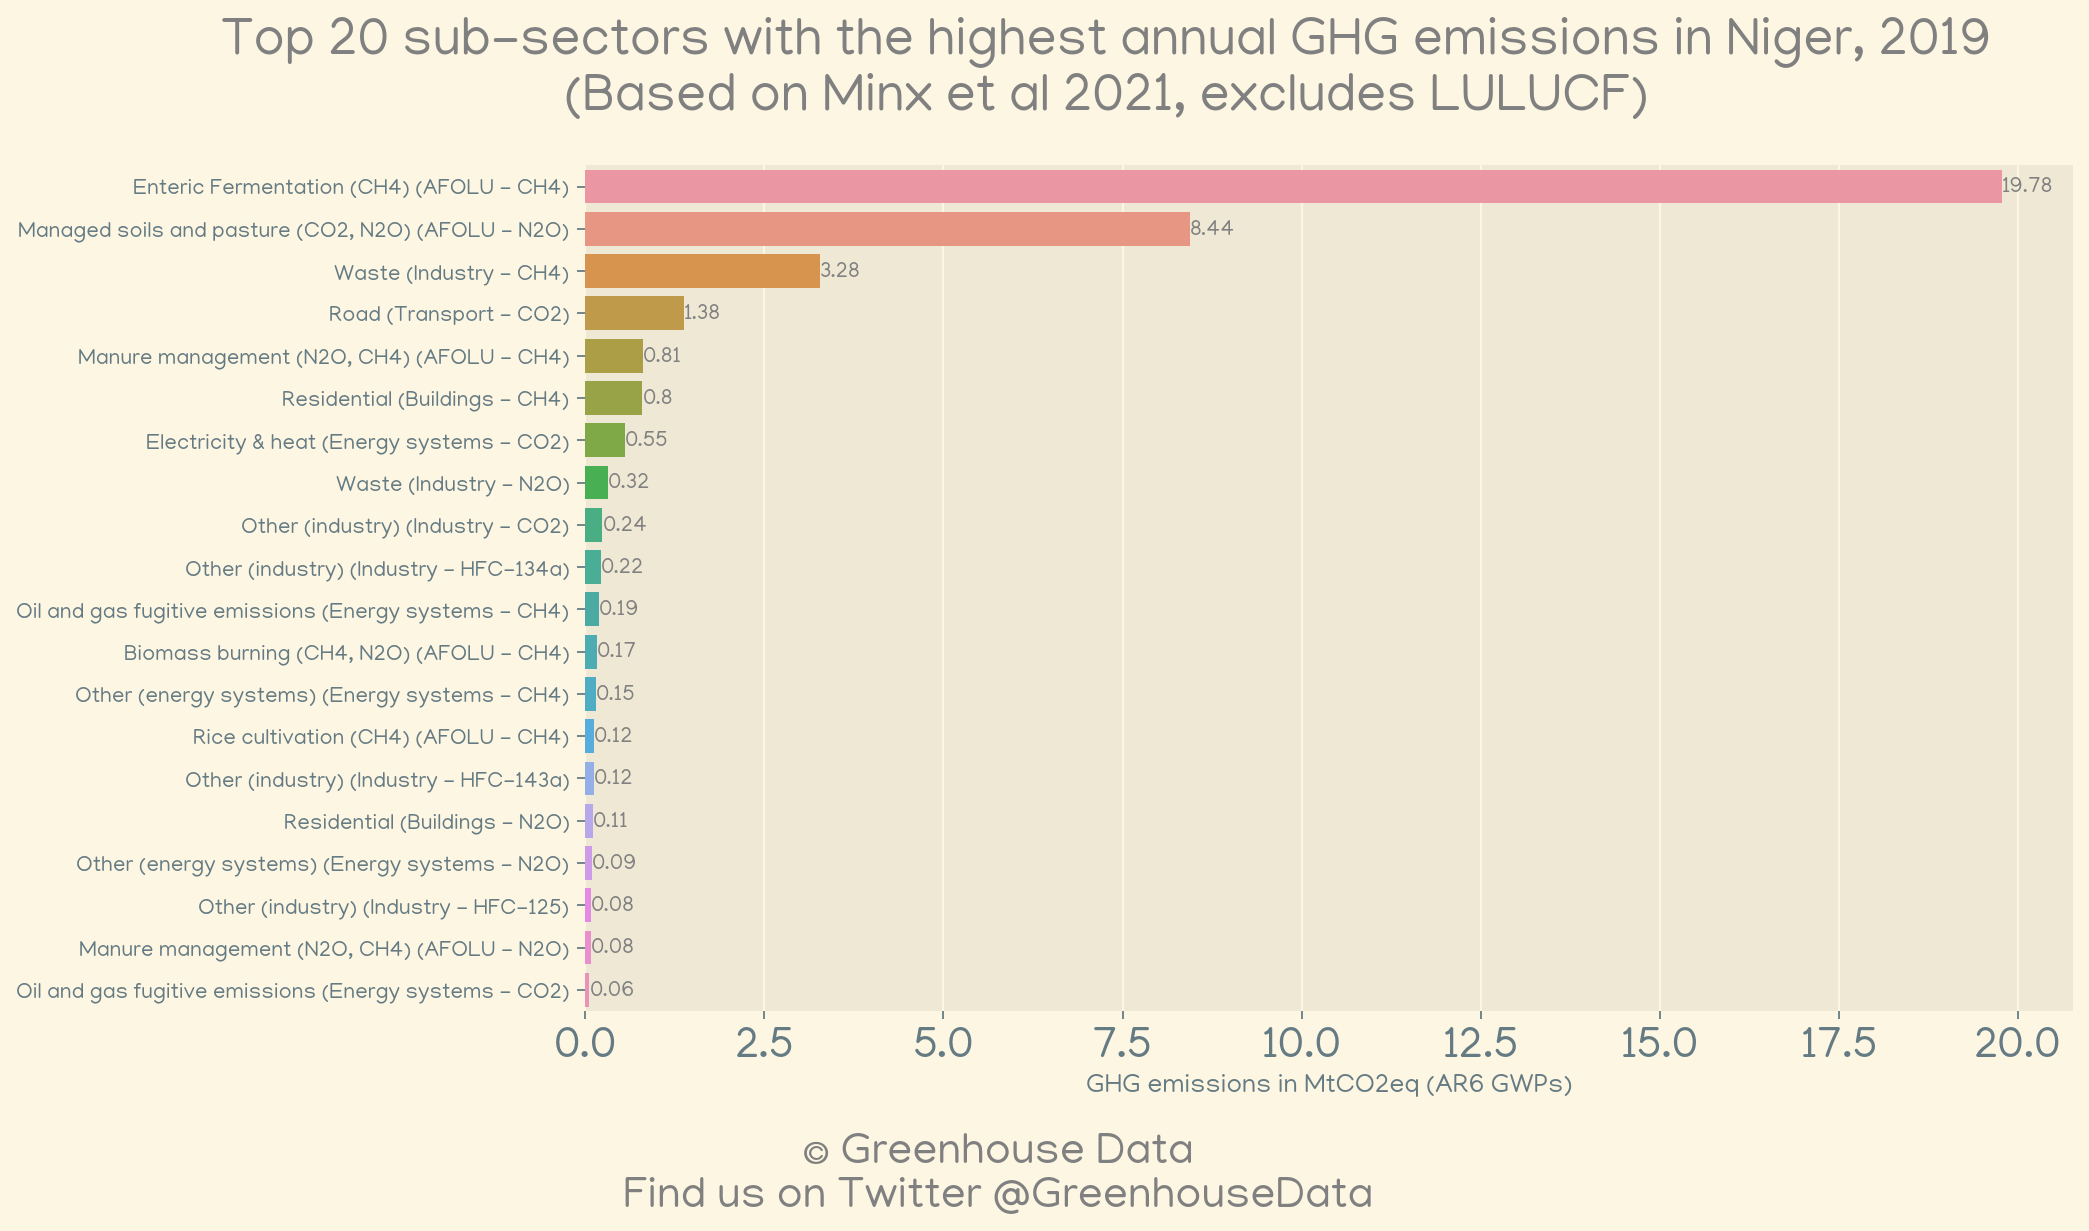 Top 20 sub-sectors with the highest annual GHG emissions in Niger, 2019
(Based on Minx et al 2021, excludes LULUCF)
Enteric Fermentation (CH4) (AFOLU - CH4) 19.78
Managed soils and pasture (CO2, N2O) (AFOLU - N2O) 8.44
Waste (Industry - CH4) 3.28
Road (Transport - CO2) 1.38
Manure management (N2O, CH4) (AFOLU - CH4) 0.81
Residential (Buildings - CH4) 0.8
Electricity & heat (Energy systems - CO2) 0.55
Waste (Industry - N2O) 0.32
Other (industry) (Industry - CO2) 0.24
Other (industry) (Industry - HFC-134a) 0.22
Oil and gas fugitive emissions (Energy systems - CH4) 0.19
Biomass burning (CH4, N2O) (AFOLU - CH4) 0.17
Other (energy systems) (Energy systems - CH4) 0.15
Rice cultivation (CH4) (AFOLU - CH4) 0.12
Other (industry) (Industry - HFC-143a) 0.12
Residential (Buildings - N2O) 0.11
Other (energy systems) (Energy systems - N2O) 0.09
Other (industry) (Industry - HFC-125) 0.08
Manure management (N2O, CH4) (AFOLU - N2O) 0.08
Oil and gas fugitive emissions (Energy systems - CO2) 0.06
0.0 2.5 5.0 7.5 10.0 12.5 15.0 17.5 20.0
GHG emissions in MtCO2eq (AR6 GWPs)
© Greenhouse Data
Find us on Twitter @GreenhouseData